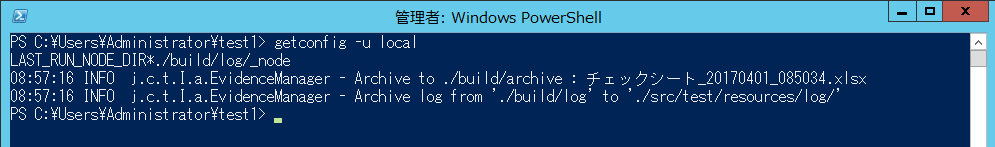 管理者: Windows PowerShell
PS C:¥Users¥Administrator¥test1> getconfig -u local
LAST_RUN_NODE_DIR*./build/log/_node
08:57:16 INFO  j.c.t.I.a.EvidenceManager - Archive to ./build/archive : チェックシート_20170401_085034.xlsx
08:57:16 INFO  j.c.t.I.a.EvidenceManager - Archive log from './build/log' to './src/test/resources/log/'
PS C:¥Users¥Administrator¥test1>